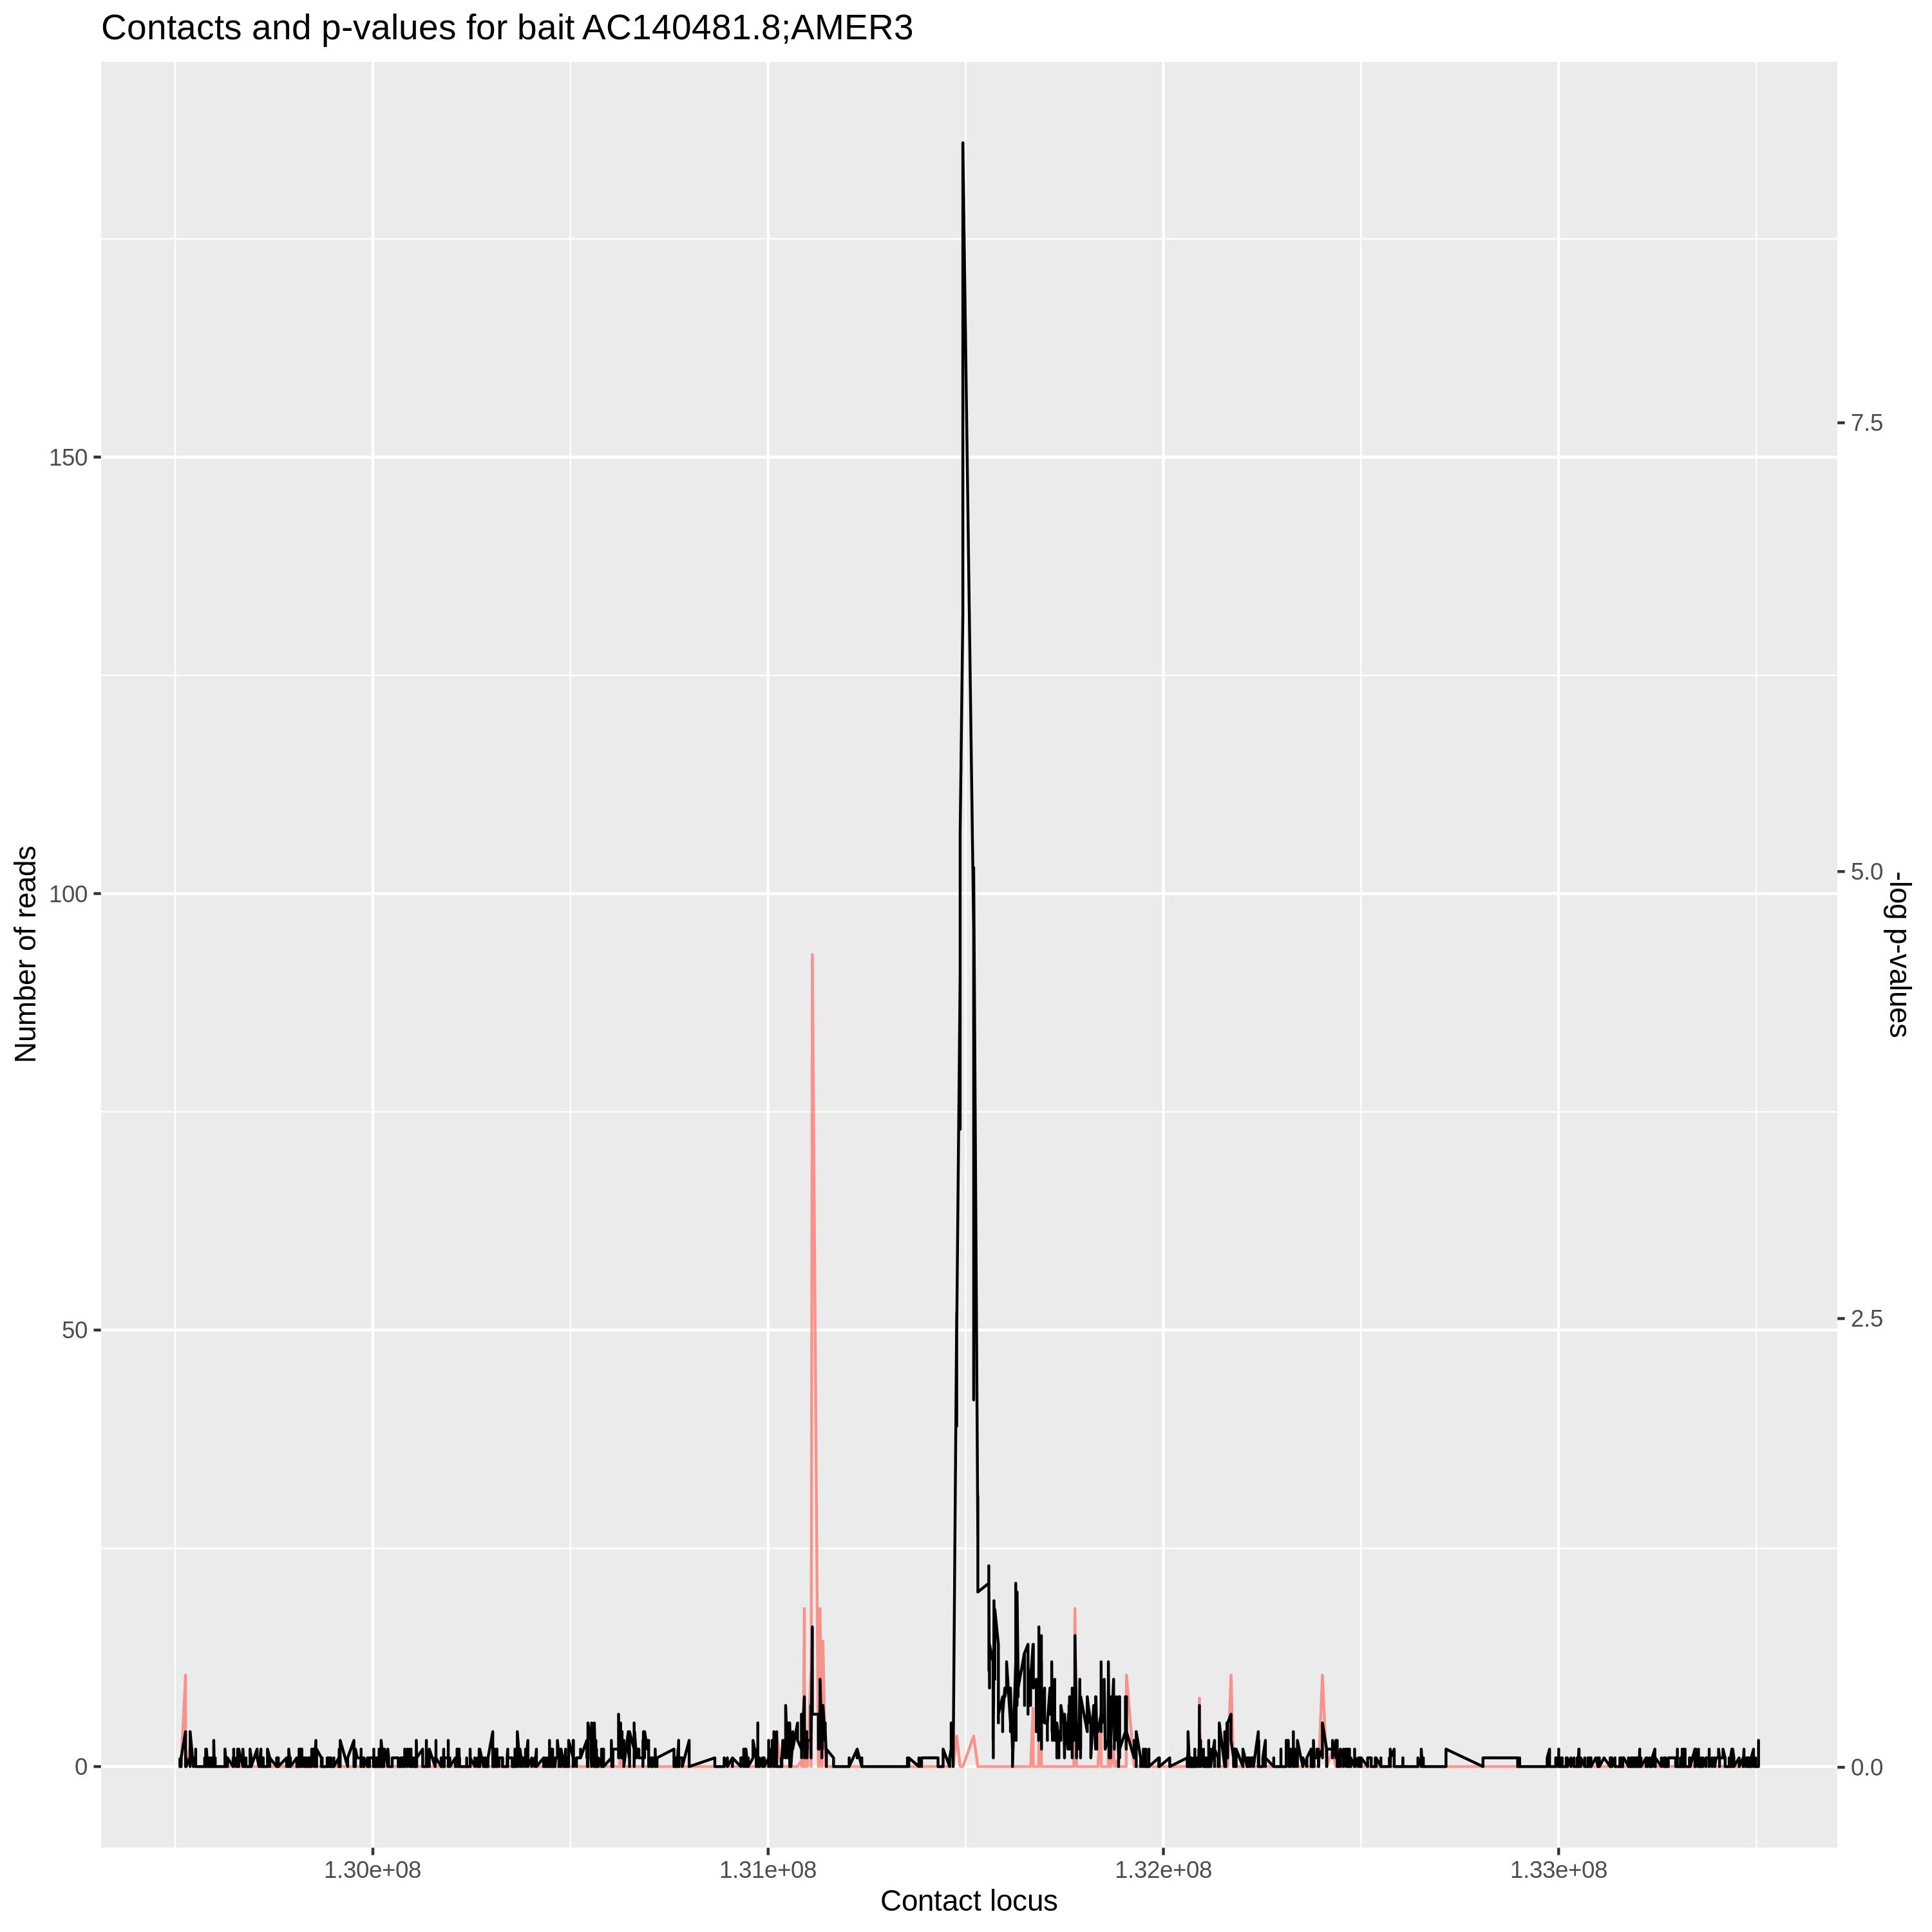 Contacts and p-values for bait AC140481.8;AMER3
150
100
50
0
Number of reads
7.5
5.0
2.5
0.0
-log p-values
1.30e+08
1.31e+08
1.32e+08
1.33e+08
Contact locus